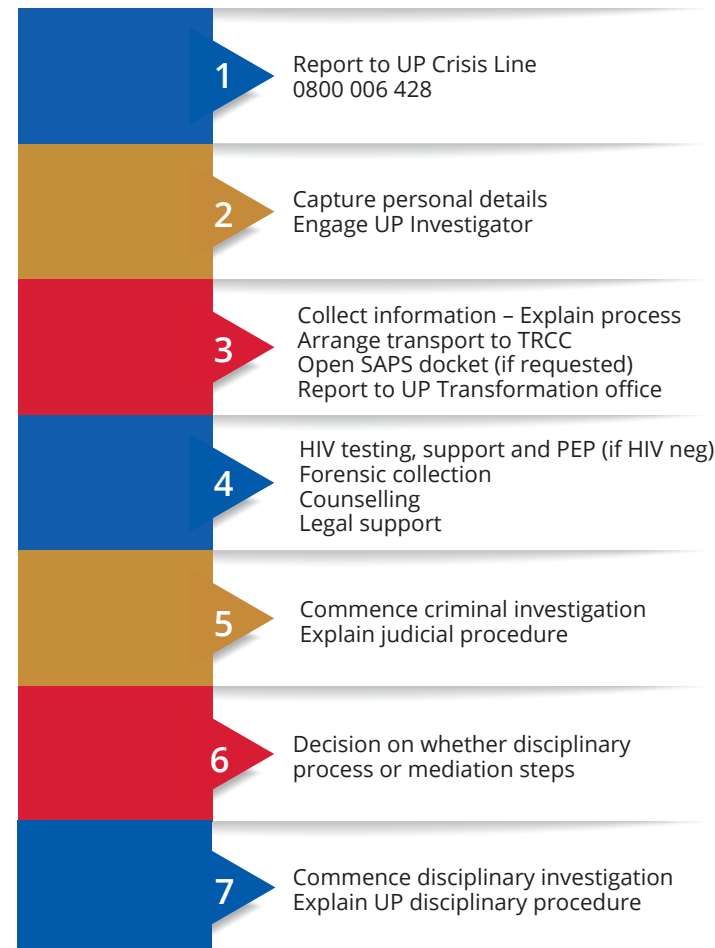 1
Report to UP Crisis Line
0800 006 428
2
Capture personal details
Engage UP Investigator
3
Collect information – Explain process
Arrange transport to TRCC
Open SAPS docket (if requested)
Report to UP Transformation office
4
HIV testing, support and PEP (if HIV neg)
Forensic collection
Counselling
Legal support
5
Commence criminal investigation
Explain judicial procedure
6
Decision on whether disciplinary
process or mediation steps
7
Commence disciplinary investigation
Explain UP disciplinary procedure